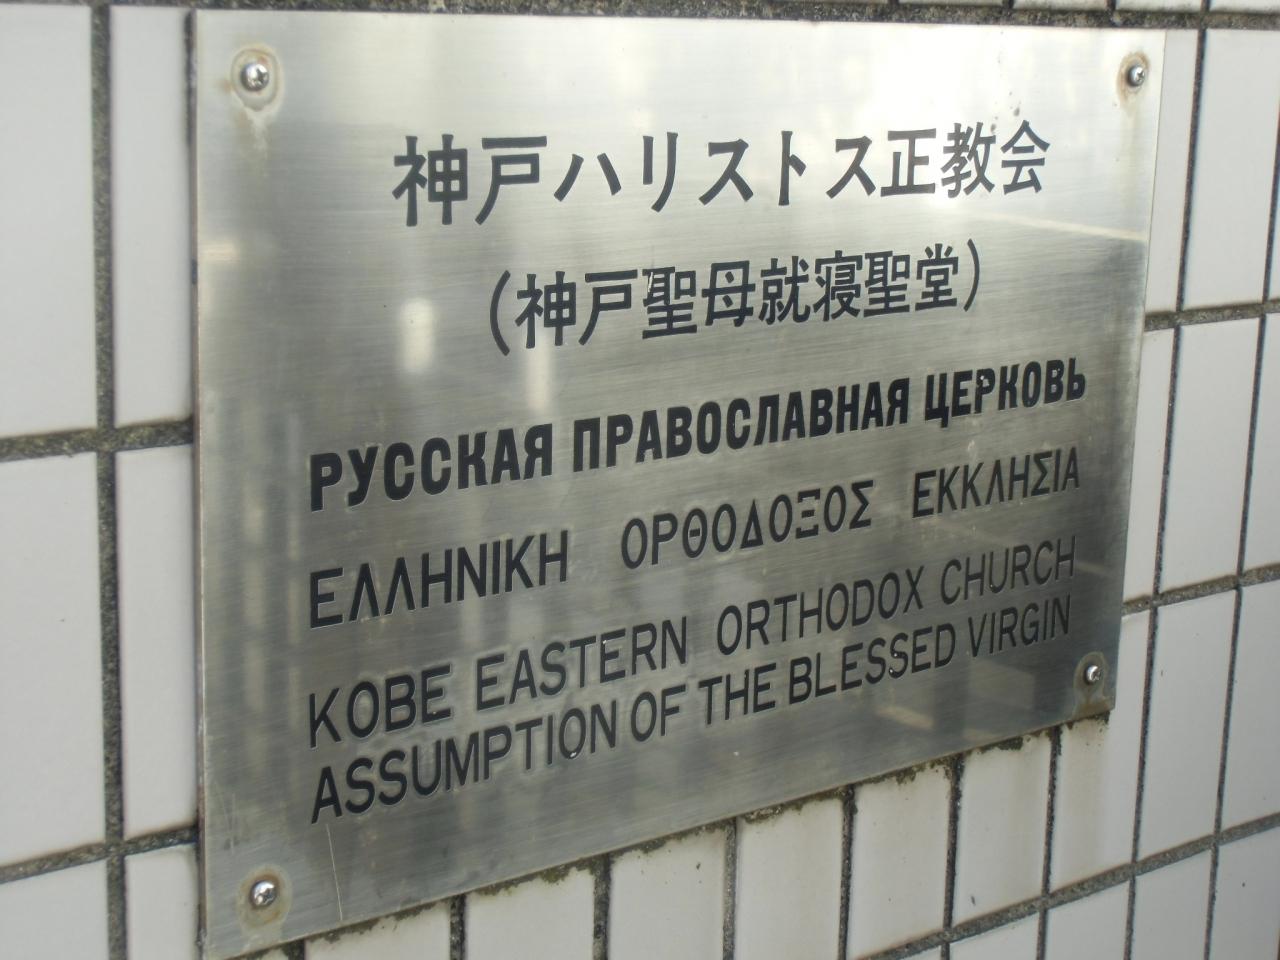 神戸ハリストス正教会
(神戸聖母就寝聖堂)
РУССКАЯ ПРАВОСЛАВНАЯ ЦЕРКОВЬ
ΕΛΛΗΝΙΚΗ ΟΡΘΟΔΟΞΟΣ ΕΚΚΛΗΣΙΑ
KOBE EASTERN ORTHODOX CHURCH
ASSUMPTION OF THE BLESSED VIRGIN